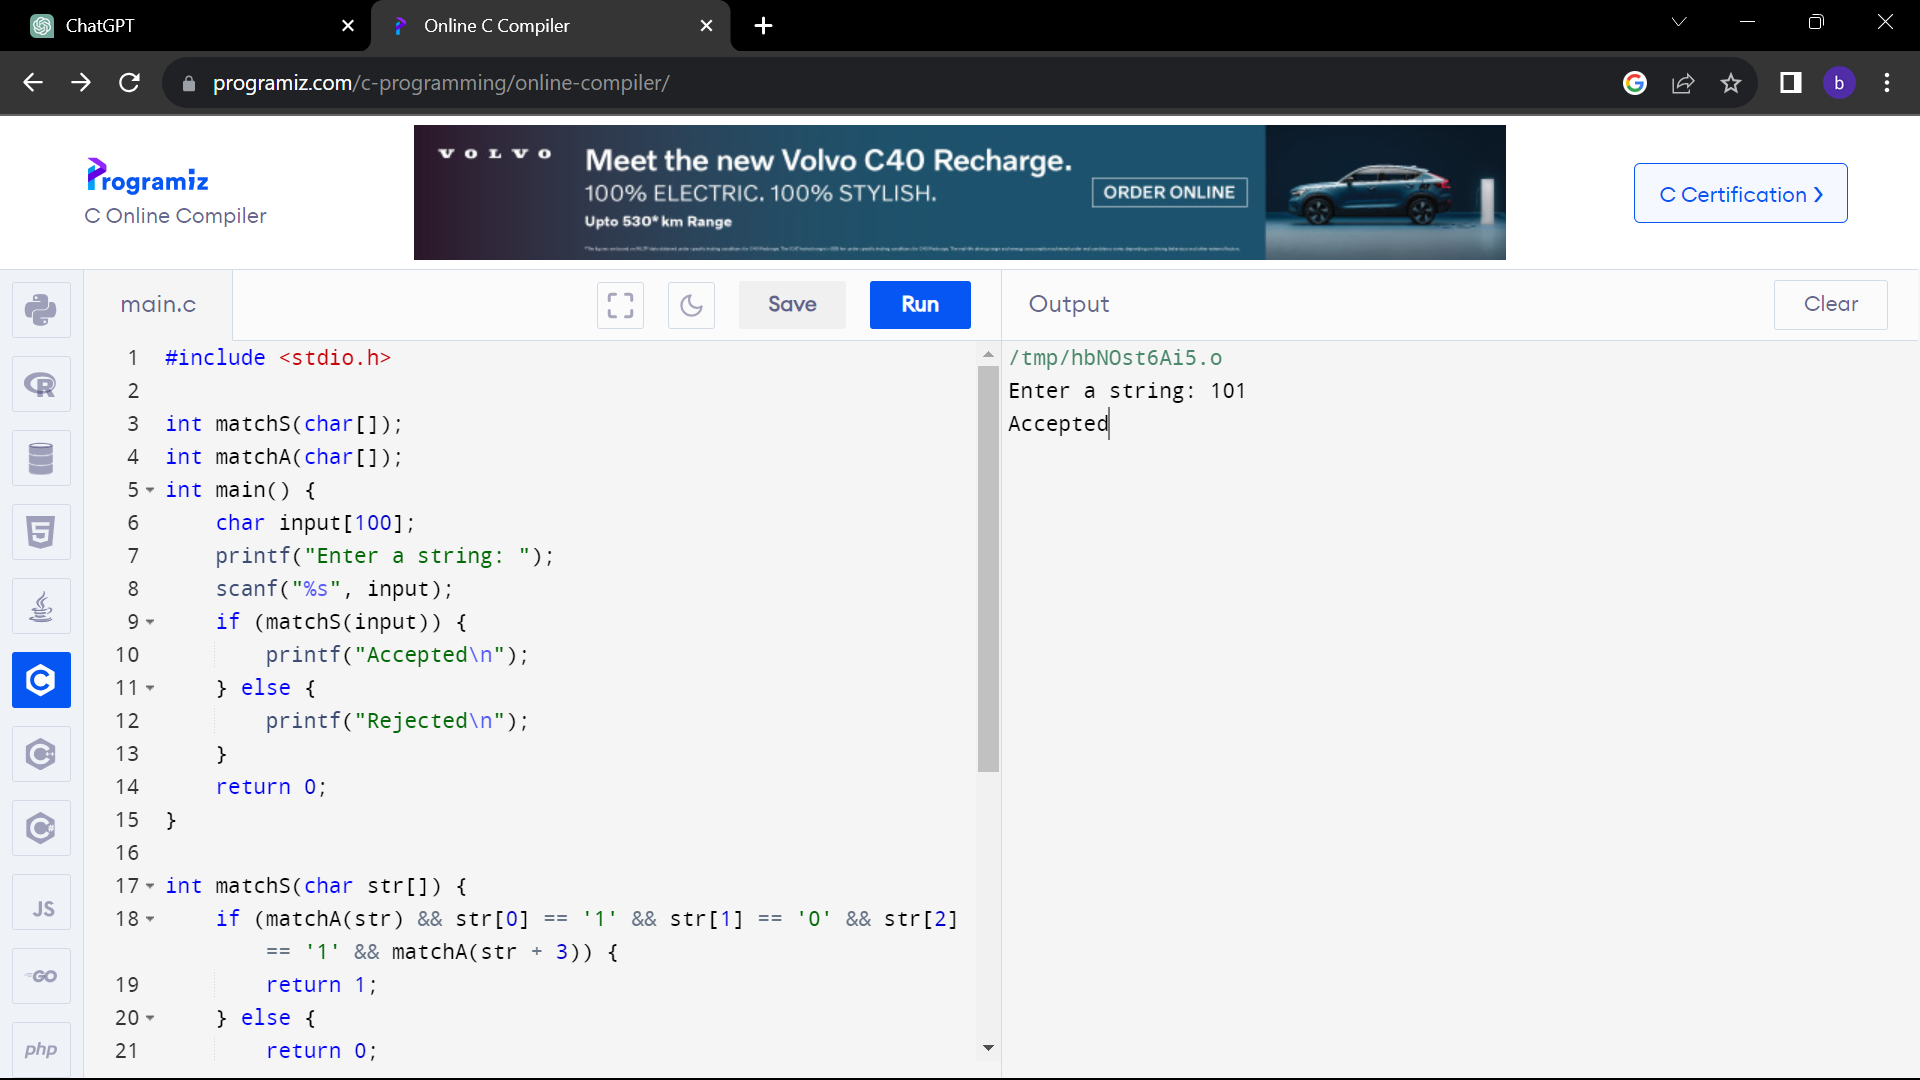 ChatGPT
Online C Compiler
programiz.com/c-programming/online-compiler/
b
Programiz
C Online Compiler
VOLVO
Meet the new Volvo C40 Recharge.
100% ELECTRIC. 100% STYLISH.
Upto 530* km Range
ORDER ONLINE
C Certification
main.c
Save
Run
Output
Clear
1 #include <stdio.h>
2
3 int matchS(char[]);
4 int matchA(char[]);
5 int main() {
6 char input[100];
7 printf("Enter a string: ");
8 scanf("%s", input);
9 if (matchS(input)) {
10 printf("Accepted\n");
11 } else {
12 printf("Rejected\n");
13 }
14 return 0;
15 }
16
17 int matchS(char str[]) {
18 if (matchA(str) && str[0] == '1' && str[1] == '0' && str[2]
== '1' && matchA(str + 3)) {
19 return 1;
20 } else {
21 return 0;
/tmp/hbNOst6Ai5.o
Enter a string: 101
Accepted
R
5
C
C++
C#
JS
GO
php